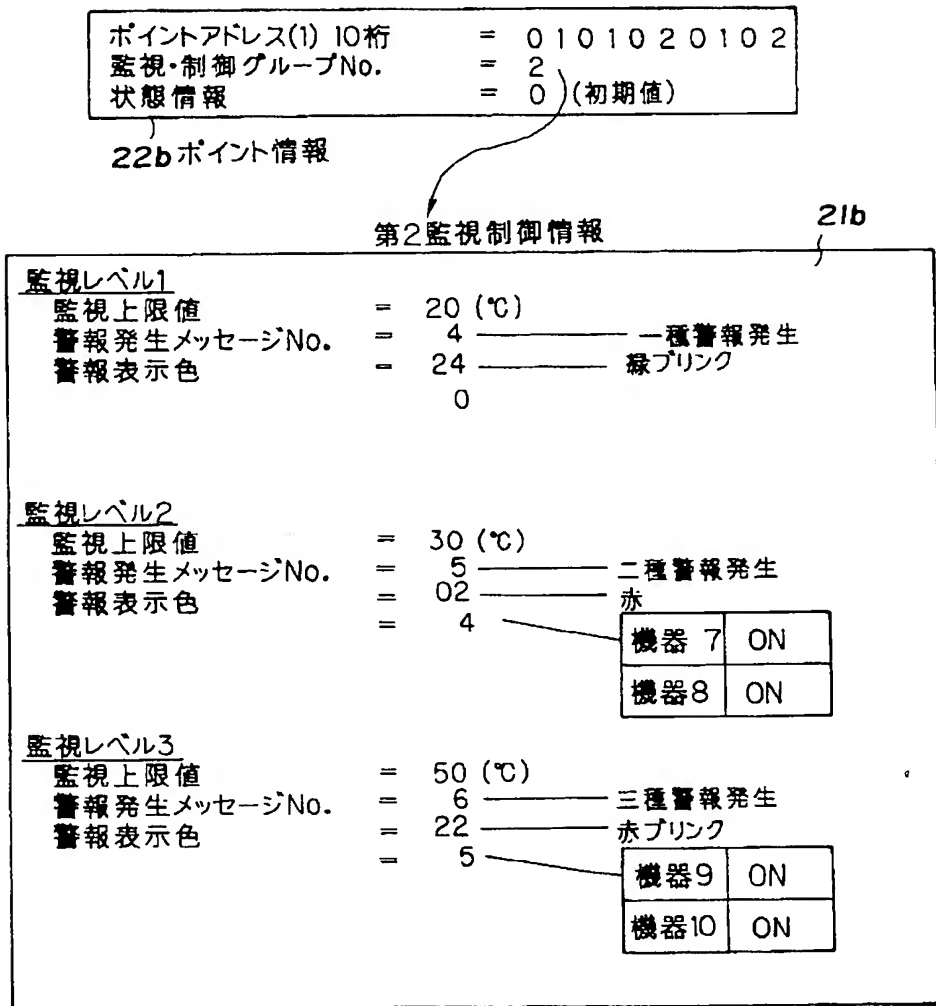 ポイントアドレス(1) 10桁 = 0101020102
監視・制御グループNo. = 2
状態情報 = 0 (初期値)
22b ポイント情報
第2監視制御情報
21b
監視レベル1
監視上限値 = 20 (℃)
警報発生メッセージNo. = 4 一種警報発生
警報表示色 = 24 緑ブリンク
0
監視レベル2
監視上限値 = 30 (℃)
警報発生メッセージNo. = 5 二種警報発生
警報表示色 = 02 赤
= 4
機器 7 ON
機器8 ON
監視レベル3
監視上限値 = 50 (℃)
警報発生メッセージNo. = 6 三種警報発生
警報表示色 = 22 赤ブリンク
= 5
機器9 ON
機器10 ON